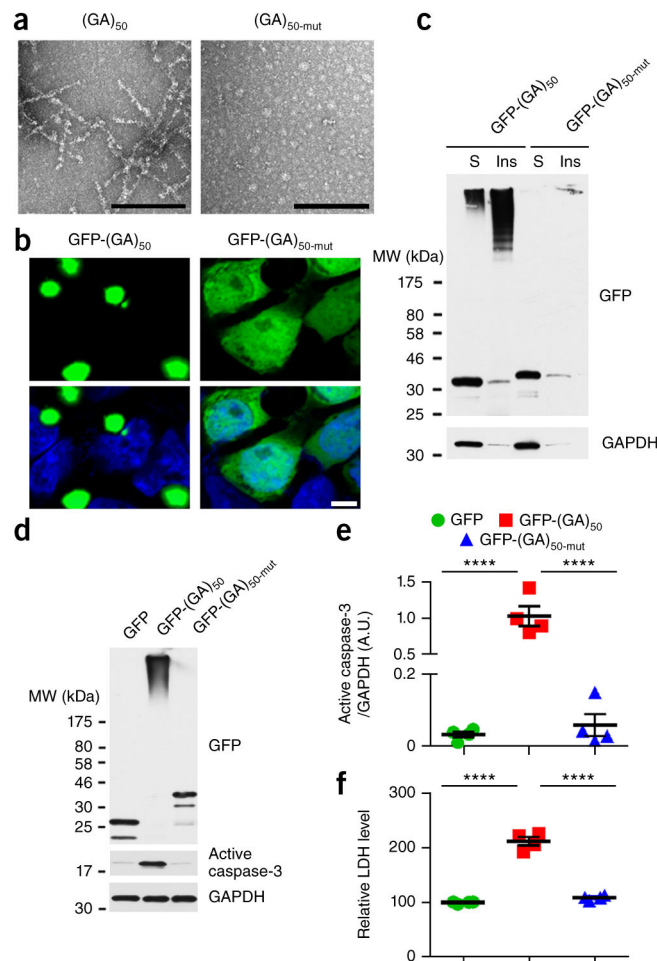 a
(GA)50
(GA)50-mut
b
GFP-(GA)50
GFP-(GA)50-mut
c
GFP-(GA)50
GFP-(GA)50-mut
S Ins S Ins
MW (kDa)
175
80
58
46
30
25
GFP
30
GAPDH
d
GFP
GFP-(GA)50
GFP-(GA)50-mut
MW (kDa)
175
80
58
46
30
25
GFP
17
Active
caspase-3
30
GAPDH
e
GFP GFP-(GA)50
GFP-(GA)50-mut
**** ****
Active caspase-3
/GAPDH (A.U.)
1.5
1.0
0.5
0.2
0
f
**** ****
Relative LDH level
300
200
100
0